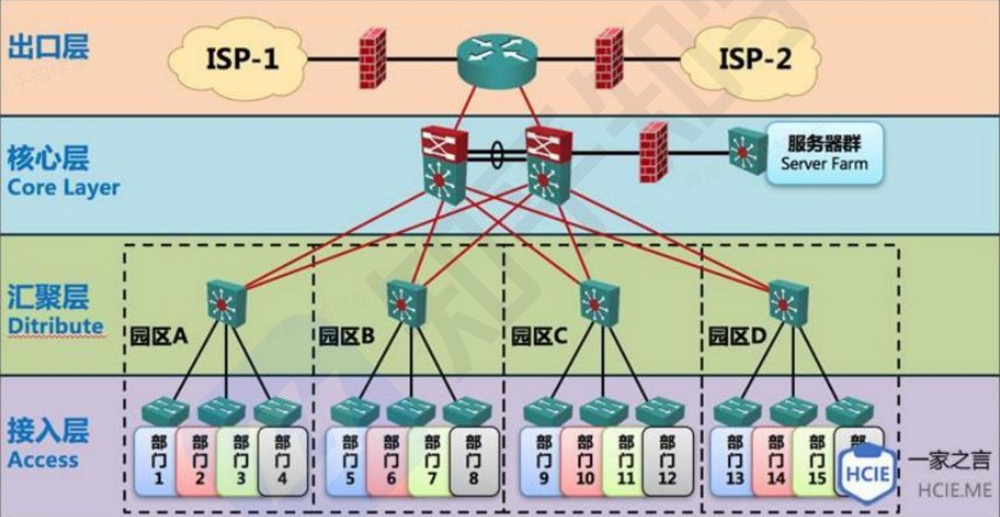 出口层
ISP-1
ISP-2
核心层
Core Layer
服务器群
Server Farm
汇聚层
Ditribute
园区A
园区B
园区C
园区D
接入层
Access
部门1
部门2
部门3
部门4
部门5
部门6
部门7
部门8
部门9
部门10
部门11
部门12
部门13
部门14
部门15
部
HCIE
一家之言
HCIE.ME